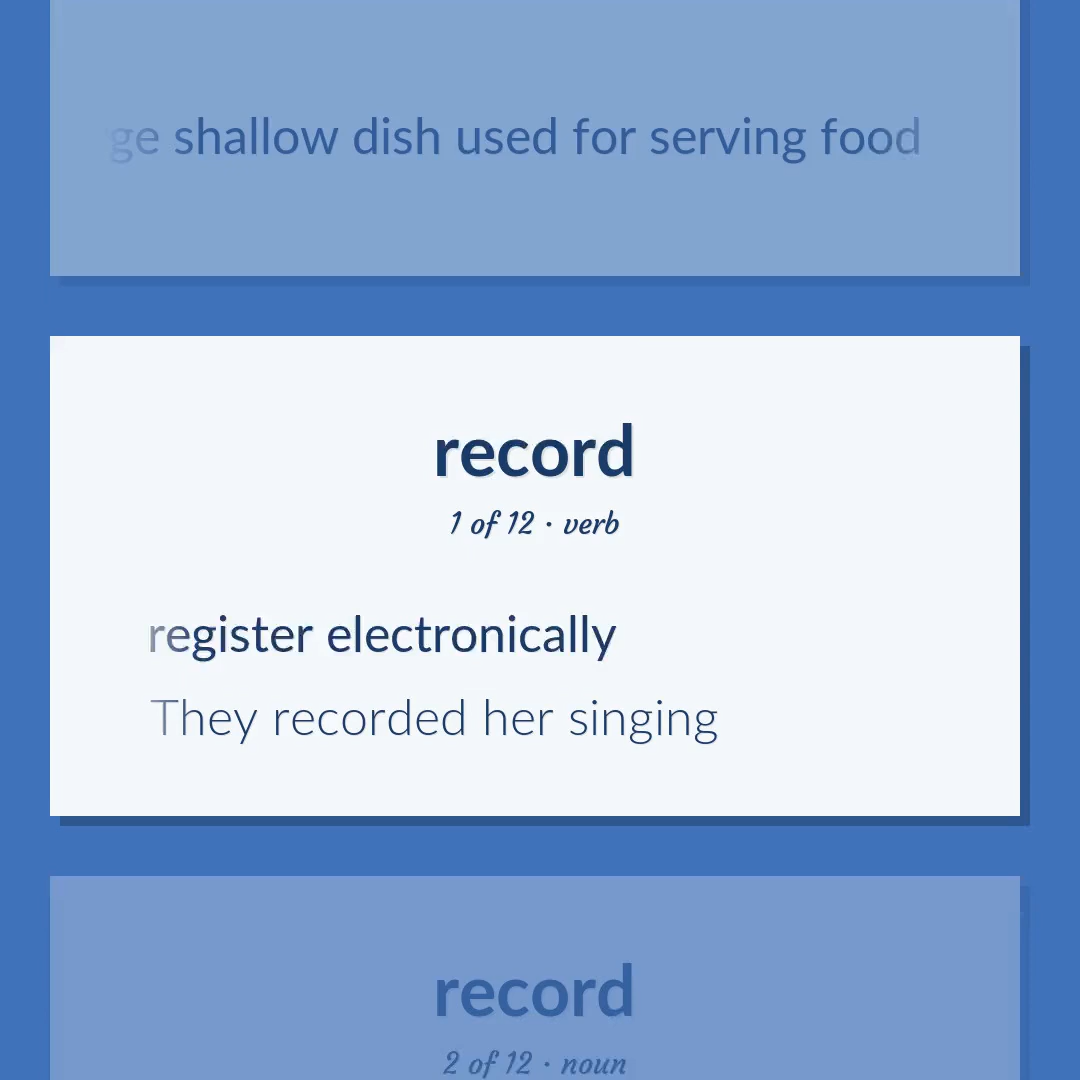 ge shallow dish used for serving food
record
1 of 12 · verb
register electronically
They recorded her singing
record
2 of 12 · noun